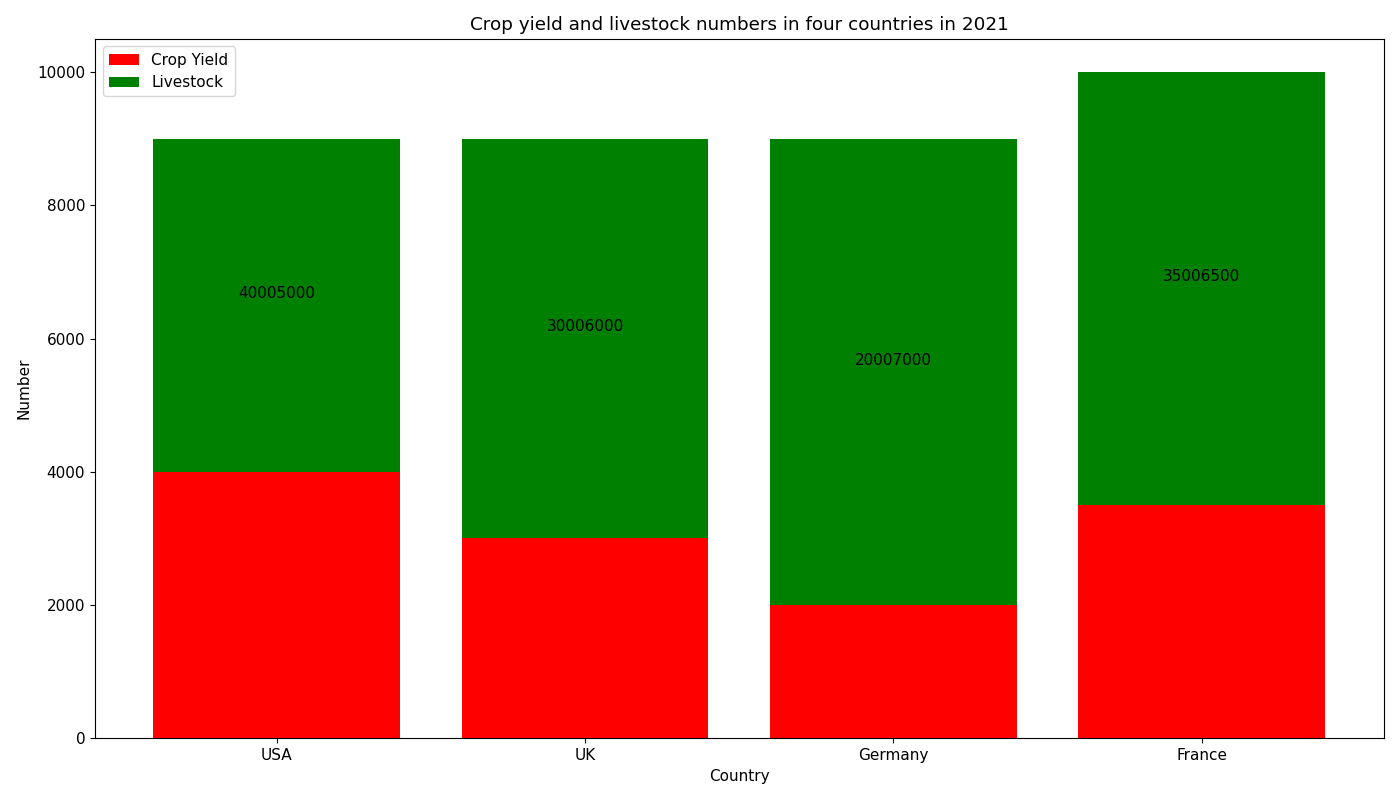 Crop yield and livestock numbers in four countries in 2021
Crop Yield
Livestock
Number
10000
8000
6000
4000
2000
0
40005000
30006000
20007000
35006500
USA
UK
Germany
France
Country